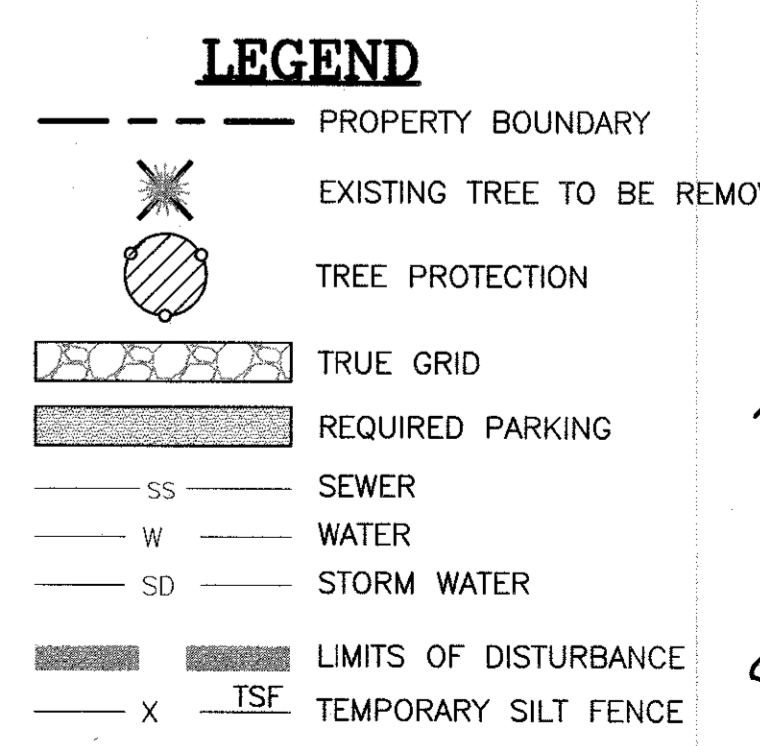 LEGEND
PROPERTY BOUNDARY
EXISTING TREE TO BE REMOV
TREE PROTECTION
TRUE GRID
REQUIRED PARKING
SS SEWER
W WATER
SD STORM WATER
LIMITS OF DISTURBANCE
X TSF TEMPORARY SILT FENCE